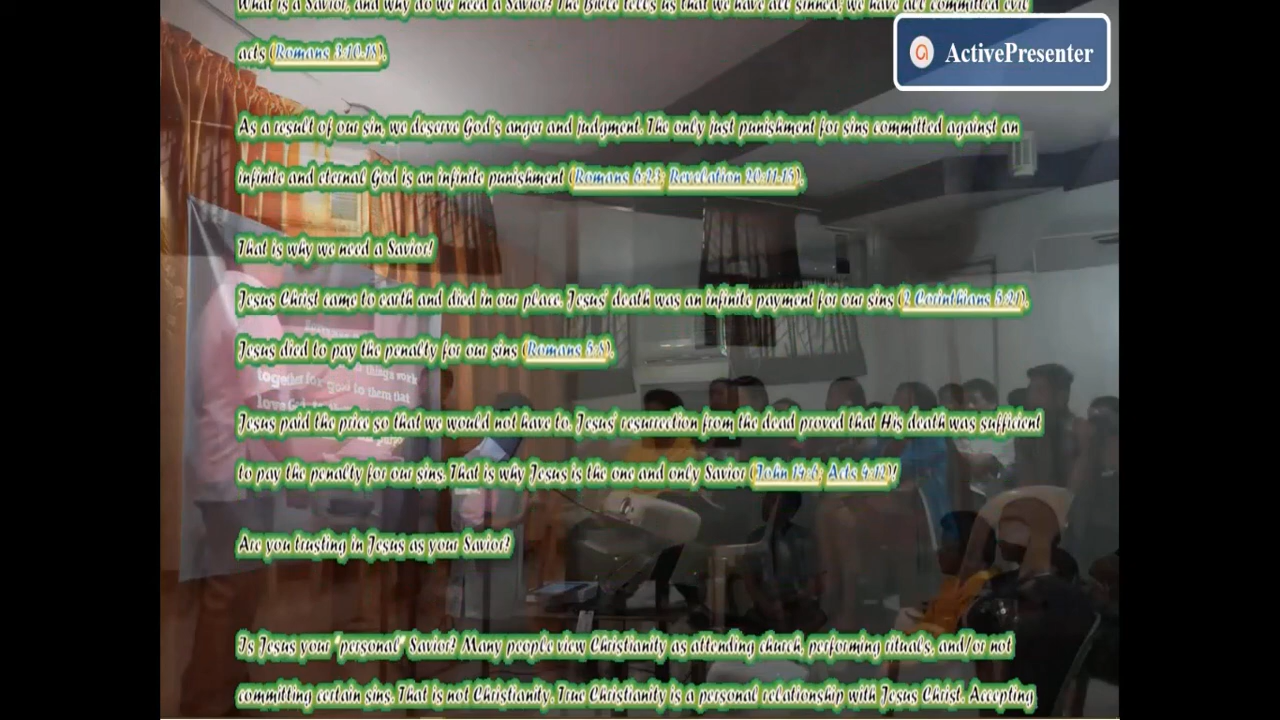 What is a Savior, and why do we need a Savior? The Bible tells us that we have all sinned; we have all committed evil
acts (Romans 3:10-18).
ActivePresenter
As a result of our sin, we deserve God's anger and judgment. The only just punishment for sins committed against an
infinite and eternal God is an infinite punishment (Romans 6:23; Revelation 20:11-15).
That is why we need a Savior!
Jesus Christ came to earth and died in our place. Jesus' death was an infinite payment for our sins (2 Corinthians 5:21).
Jesus died to pay the penalty for our sins (Romans 5:8).
things work
together for good to them that
love God
Jesus paid the price so that we would not have to. Jesus' resurrection from the dead proved that His death was sufficient
to pay the penalty for our sins. That is why Jesus is the one and only Savior (John 14:6; Acts 4:12)!
Are you trusting in Jesus as your Savior?
Is Jesus your "personal" Savior? Many people view Christianity as attending church, performing rituals, and/or not
committing certain sins. That is not Christianity. True Christianity is a personal relationship with Jesus Christ. Accepting